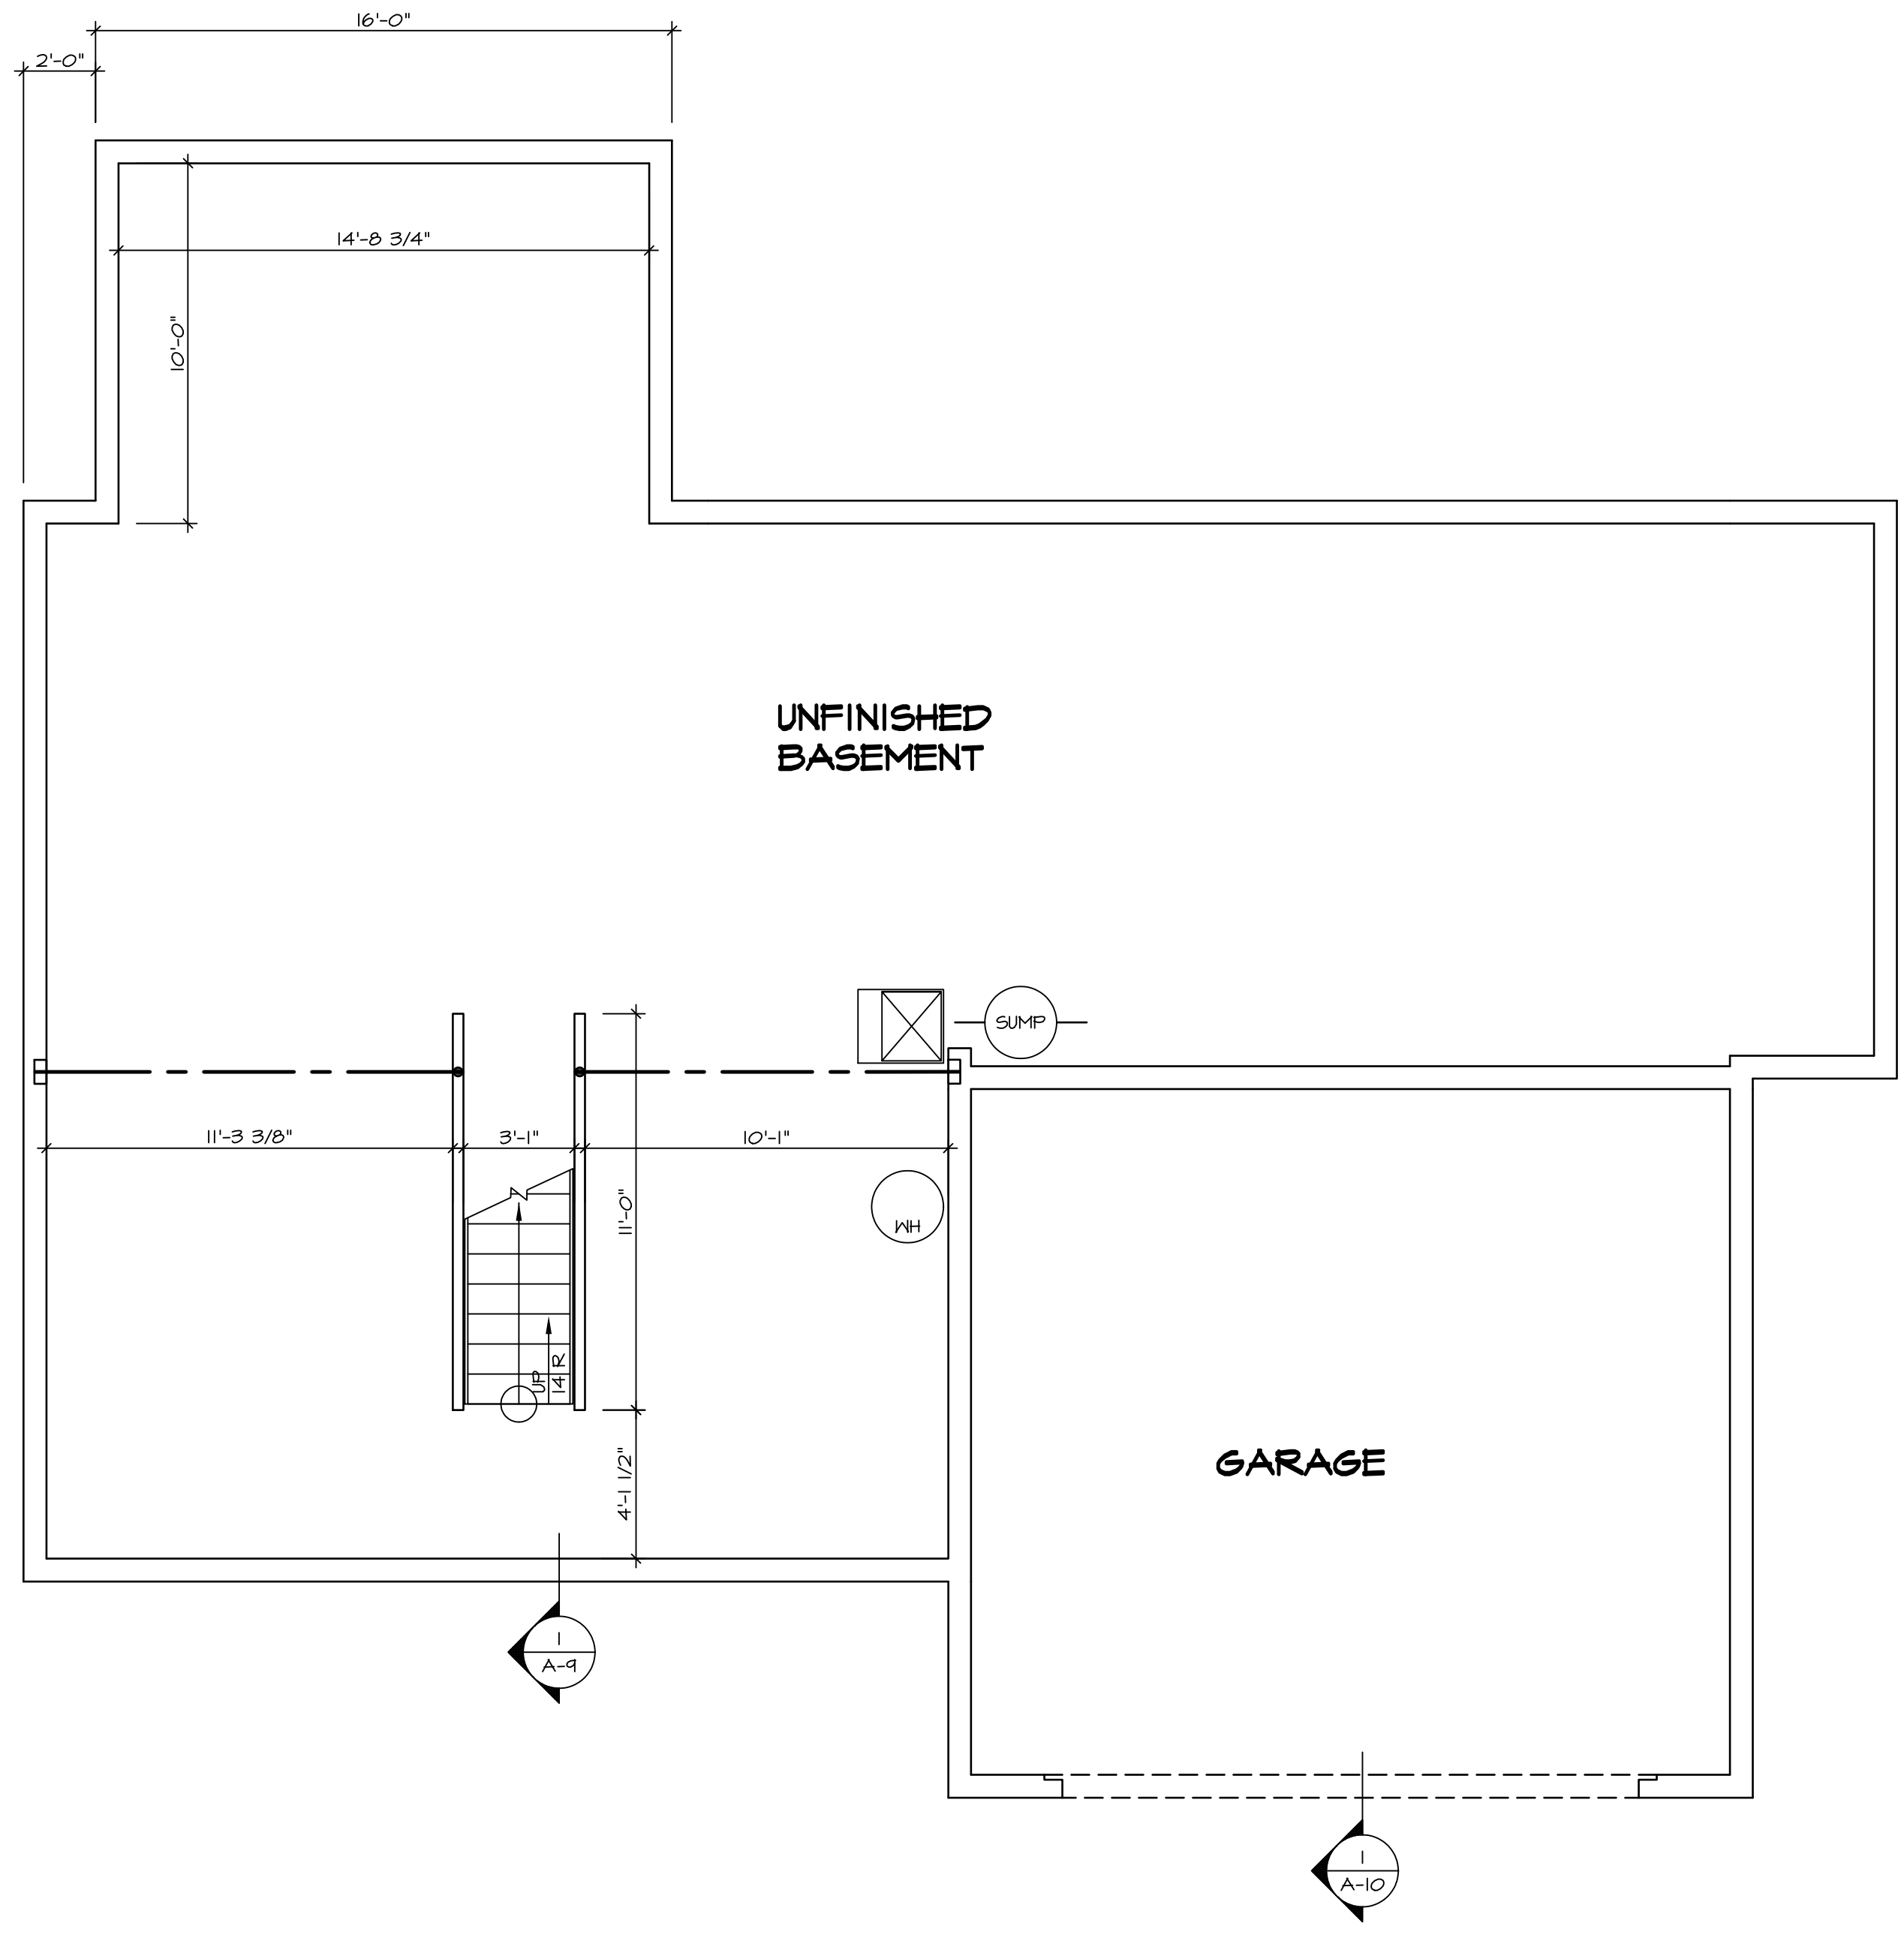 16'-0"
2'-0"
14'-8 3/4"
10'-0"
UNFINISHED
BASEMENT
SUMP
11'-3 3/8"
3'-1"
10'-1"
11'-0"
WH
UP
14 R
GARAGE
4'-1 1/2"
1
A-9
1
A-10